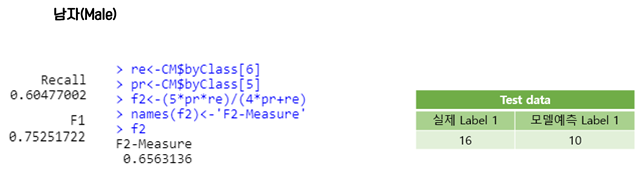 남자(Male)
Recall
0.60477002
F1
0.75251722
> re<-CM$byClass[6]
> pr<-CM$byClass[5]
> f2<-(5*pr*re)/(4*pr+re)
> names(f2)<-'F2-Measure'
> f2
F2-Measure
0.6563136
Test data
실제 Label 1 모델예측 Label 1
16 10